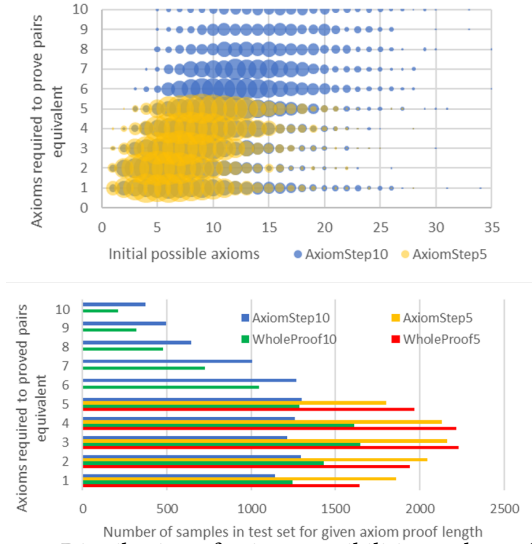 Axioms required to prove pairs
equivalent
10
9
8
7
6
5
4
3
2
1
0
0 5 10 15 20 25 30 35
Initial possible axioms AxiomStep10 AxiomStep5
Axioms required to proved pairs
equivalent
10
9
8
7
6
5
4
3
2
1
AxiomStep10 AxiomStep5
WholeProof10 WholeProof5
0 500 1000 1500 2000 2500
Number of samples in test set for given axiom proof length